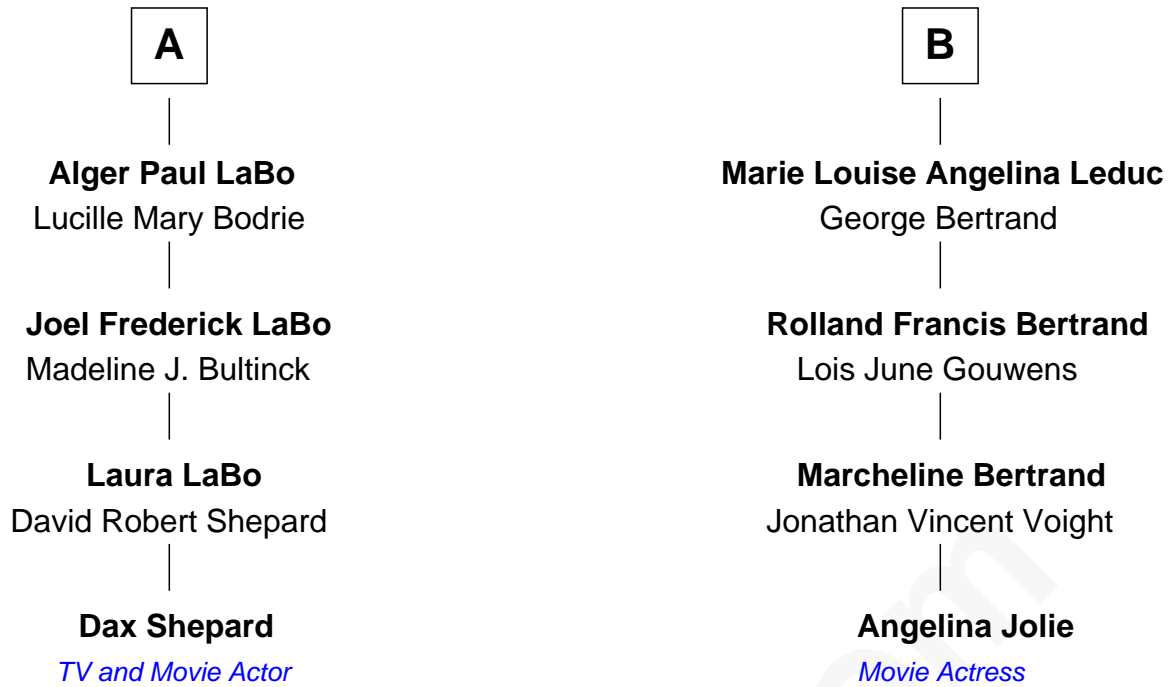 A
Alger Paul LaBo
Lucille Mary Bodrie
Joel Frederick LaBo
Madeline J. Bultinck
Laura LaBo
David Robert Shepard
Dax Shepard
TV and Movie Actor
B
Marie Louise Angelina Leduc
George Bertrand
Rolland Francis Bertrand
Lois June Gouwens
Marcheline Bertrand
Jonathan Vincent Voight
Angelina Jolie
Movie Actress